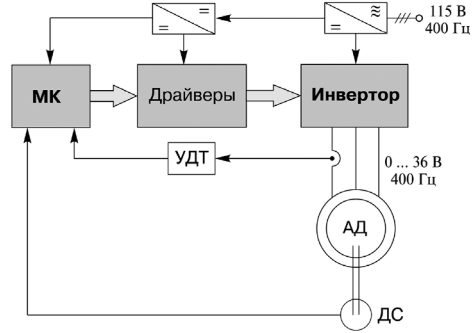 115 В
400 Гц
МК
Драйверы
Инвертор
УДТ
0 ... 36 В
400 Гц
АД
ДС